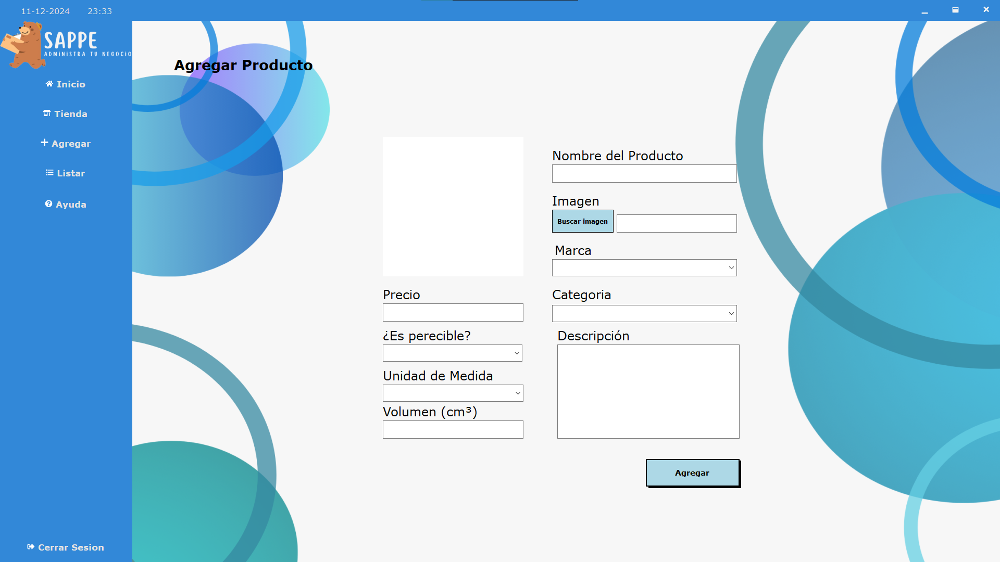 11-12-2024 23:33
SAPPE
ADMINISTRA TU NEGOCIO
Inicio
Tienda
Agregar
Listar
Ayuda
Cerrar Sesion
Agregar Producto
Nombre del Producto
Imagen
Buscar imagen
Marca
Precio
Categoria
¿Es perecible?
Descripción
Unidad de Medida
Volumen (cm³)
Agregar